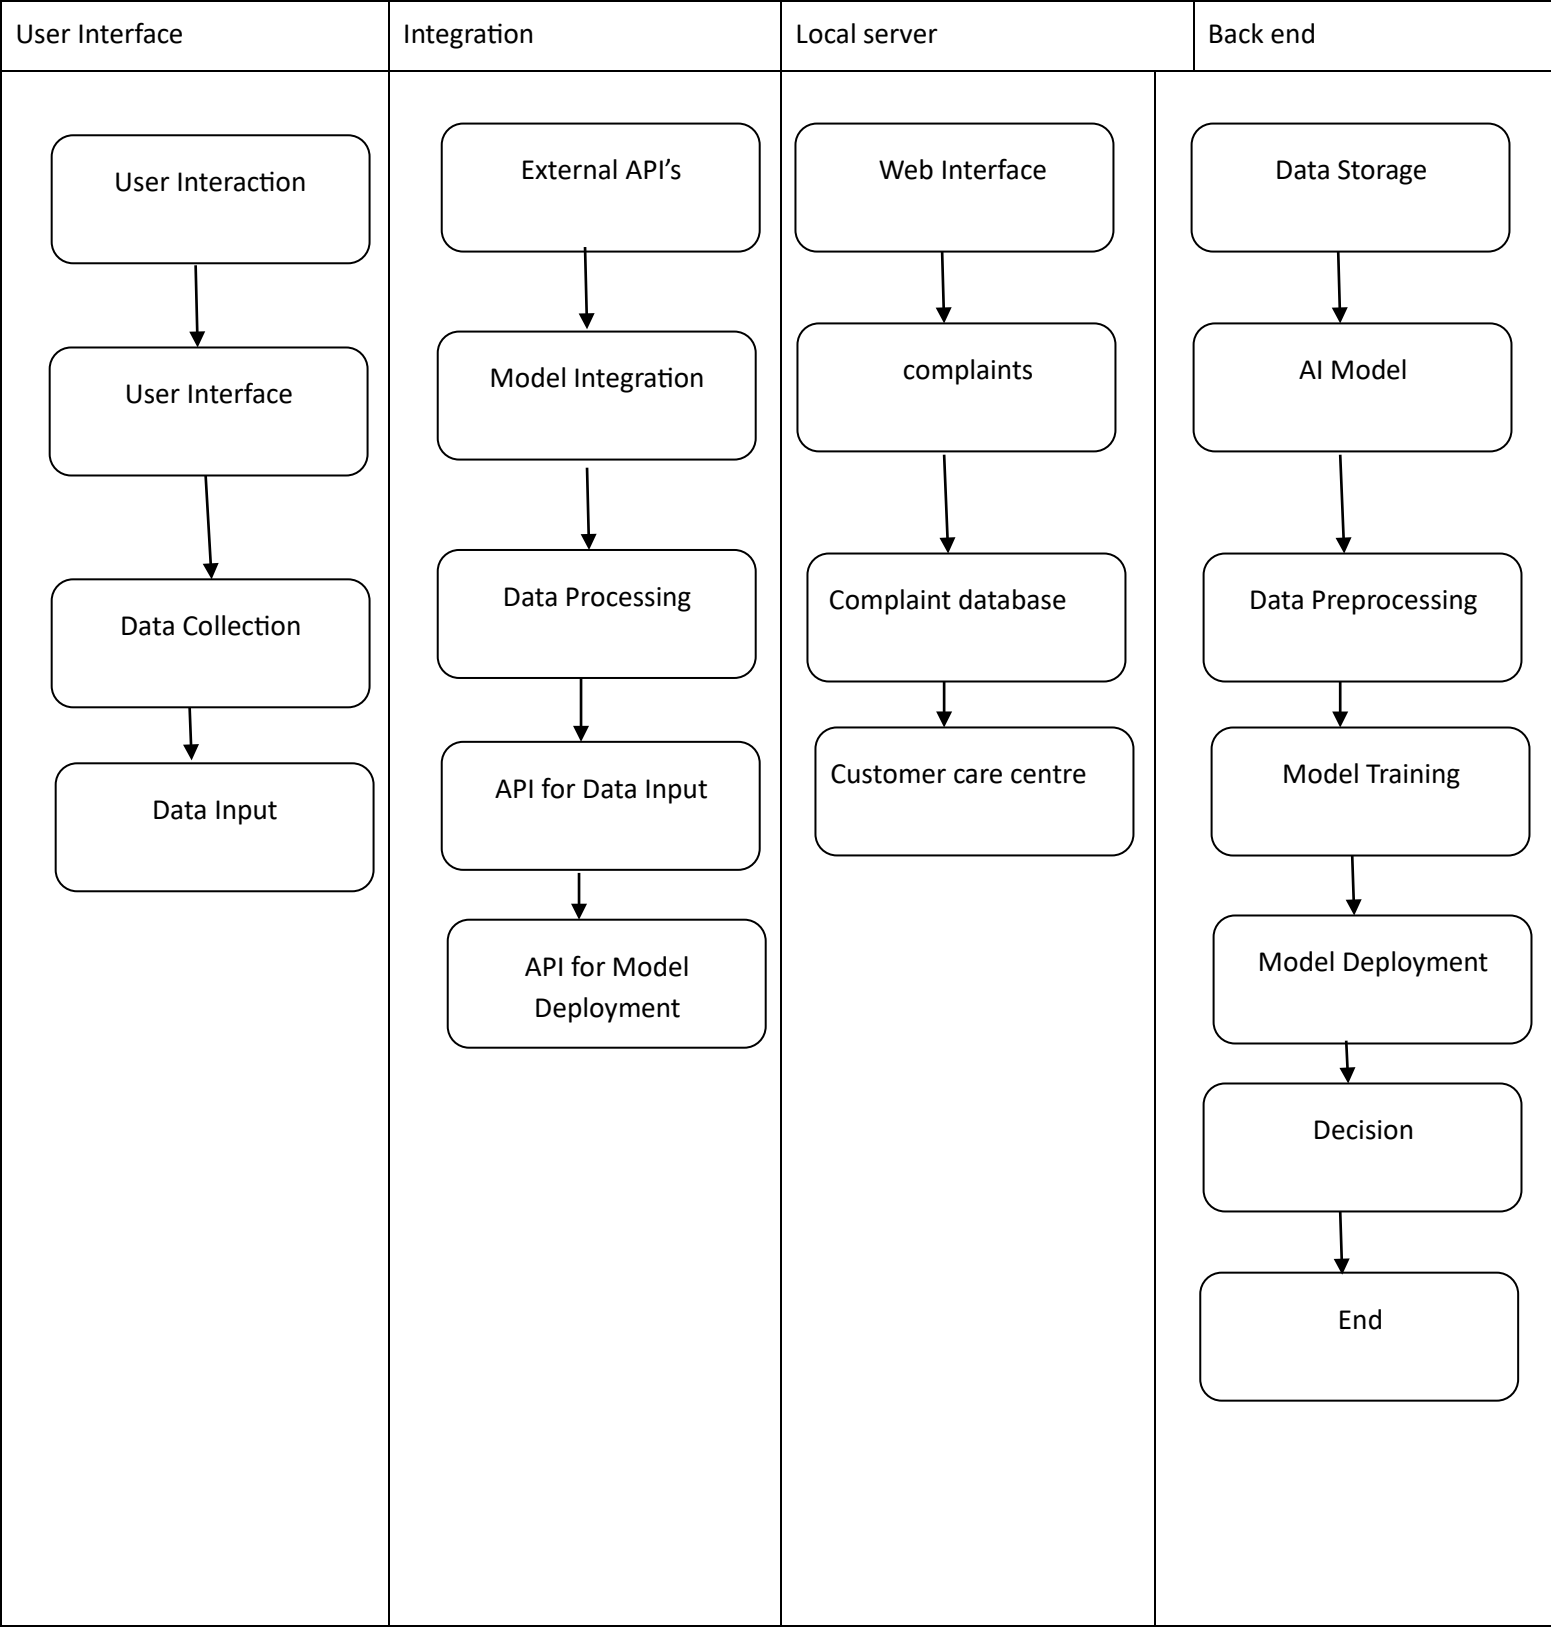 User Interface
Integration
Local server
Back end
User Interaction
User Interface
Data Collection
Data Input
External API’s
Model Integration
Data Processing
API for Data Input
API for Model
Deployment
Web Interface
complaints
Complaint database
Customer care centre
Data Storage
AI Model
Data Preprocessing
Model Training
Model Deployment
Decision
End